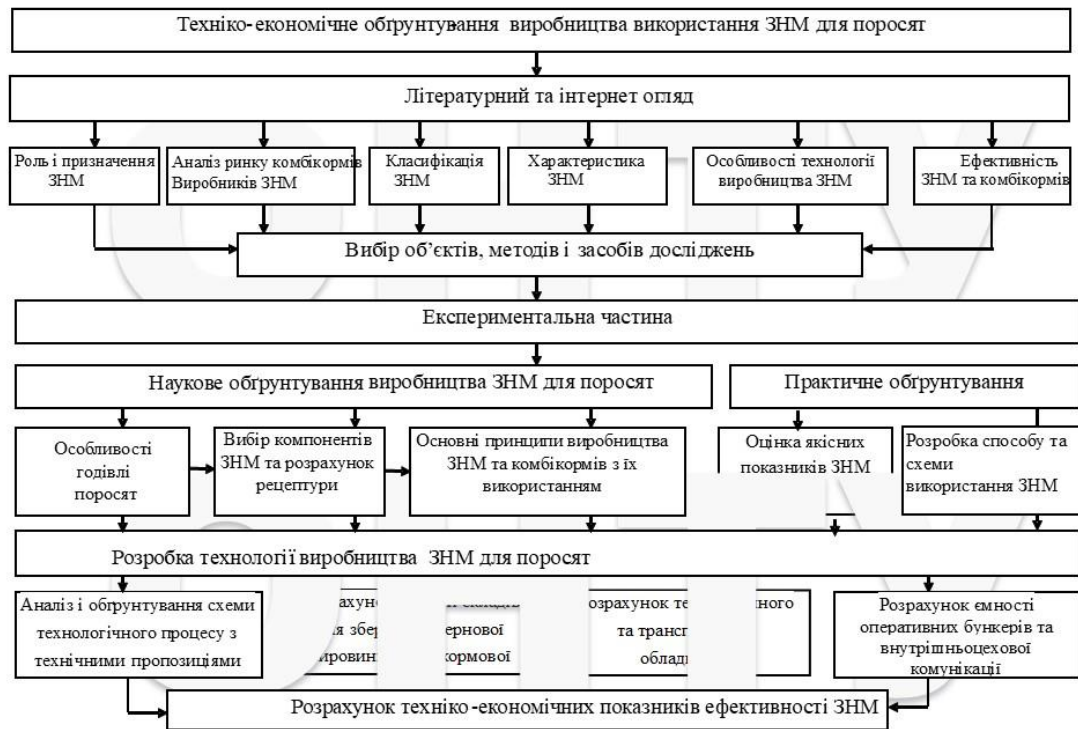 Техніко-економічне обґрунтування виробництва використання ЗНМ для поросят
Літературний та інтернет огляд
Роль і призначення
ЗНМ
Аналіз ринку комбікормів
Виробників ЗНМ
Класифікація
ЗНМ
Характеристика
ЗНМ
Особливості технології
виробництва ЗНМ
Ефективність
ЗНМ та комбікормів
Вибір об’єктів, методів і засобів досліджень
Експериментальна частина
Наукове обґрунтування виробництва ЗНМ для поросят
Практичне обґрунтування
Особливості
годівлі
поросят
Вибір компонентів
ЗНМ та розрахунок
рецептури
Основні принципи виробництва
ЗНМ та комбікормів з їх
використанням
Оцінка якісних
показників ЗНМ
Розробка способу та
схеми
використання ЗНМ
Розробка технології виробництва ЗНМ для поросят
Аналіз і обґрунтування схеми
технологічного процесу з
технічними пропозиціями
та
Розрахунок ємності
оперативних бункерів та
внутрішньоцехової
комунікації
Розрахунок техніко-економічних показників ефективності ЗНМ
ОНТУ